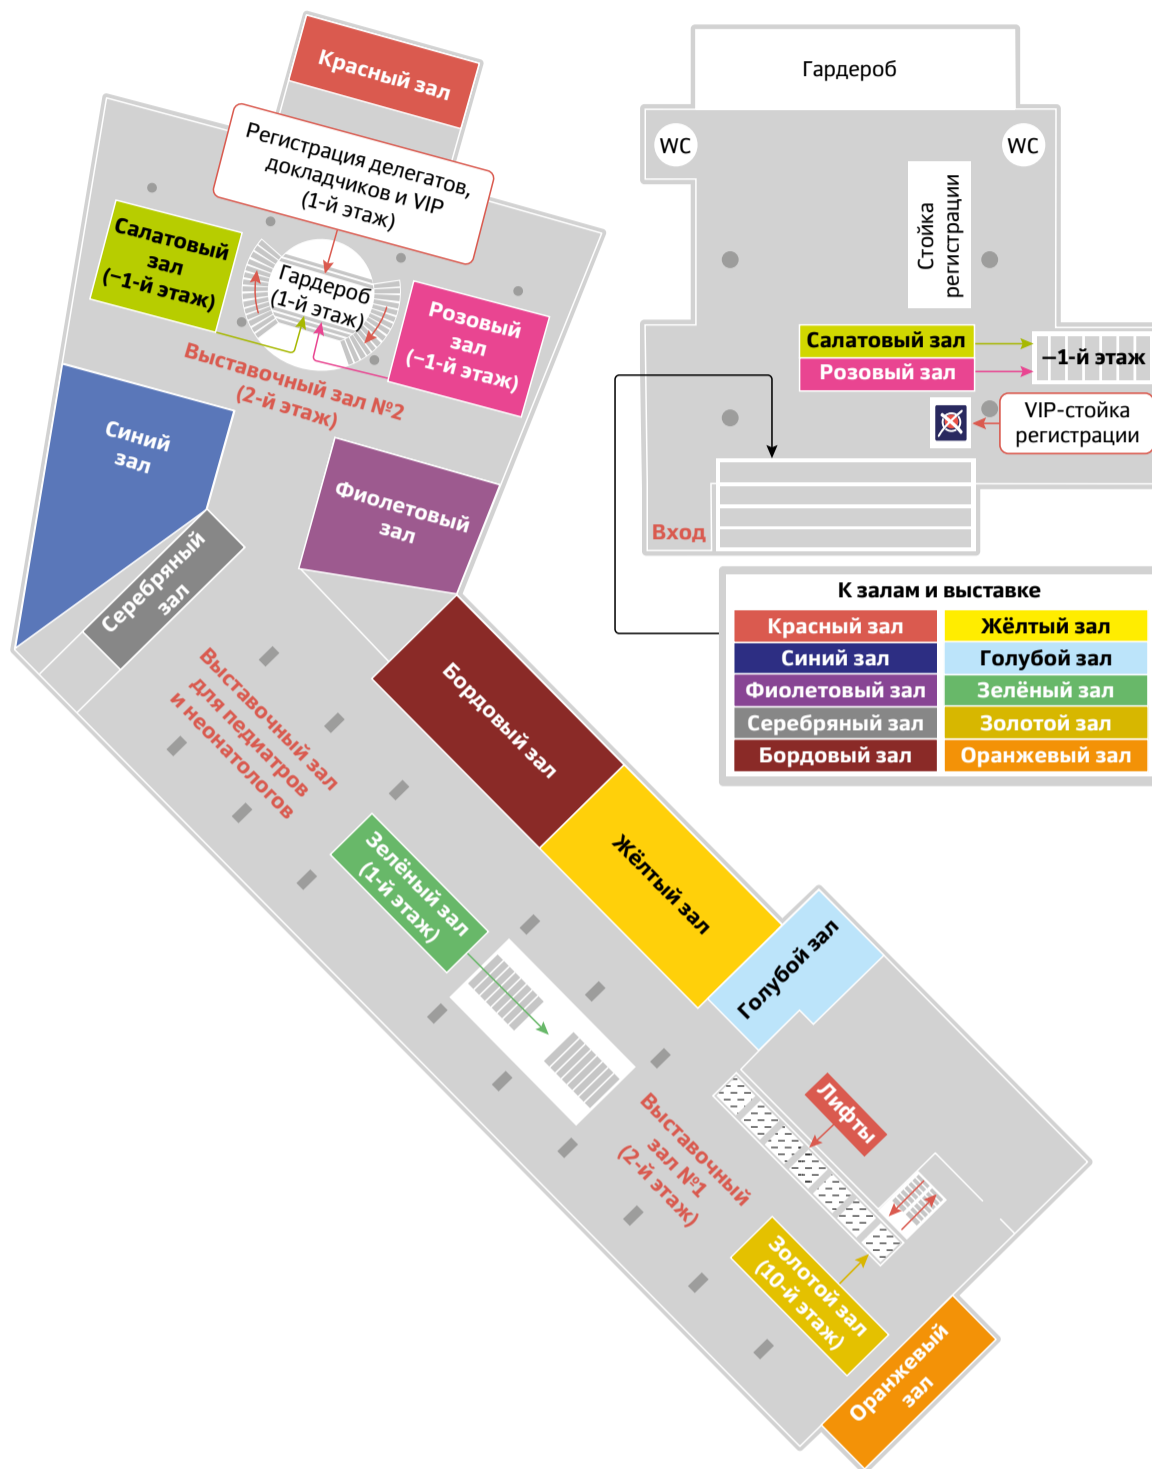 Красный зал
Регистрация делегатов,
докладчиков и VIP
(1-й этаж)
Салатовый
зал
(–1-й этаж)
Гардероб
(1-й этаж)
Розовый
зал
(–1-й этаж)
Выставочный зал №2
(2-й этаж)
Синий
зал
Фиолетовый
зал
Серебряный
зал
Выставочный зал
для педиатров
и неонатологов
Бордовый зал
Зелёный зал
(1-й этаж)
Жёлтый зал
Голубой зал
Лифты
Выставочный
зал №1
(2-й этаж)
Золотой зал
(10-й этаж)
Оранжевый
зал
Гардероб
WC
WC
Стойка
регистрации
Салатовый зал
Розовый зал
–1-й этаж
VIP-стойка
регистрации
Вход
К залам и выставке
Красный зал
Жёлтый зал
Синий зал
Голубой зал
Фиолетовый зал
Зелёный зал
Серебряный зал
Золотой зал
Бордовый зал
Оранжевый зал